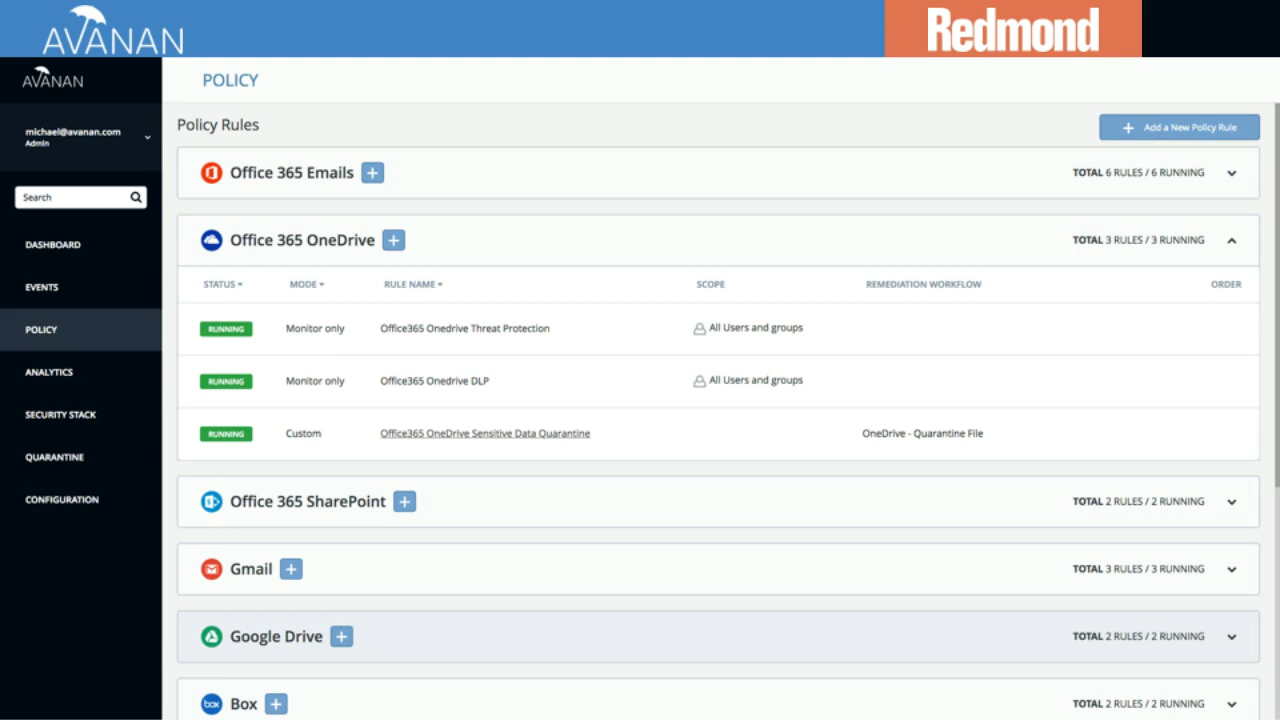 AVANAN
Redmond
AVANAN
POLICY
michael@avanan.com
Admin
Policy Rules
Add a New Policy Rule
Search
Office 365 Emails
TOTAL 6 RULES / 6 RUNNING
DASHBOARD
Office 365 OneDrive
TOTAL 3 RULES / 3 RUNNING
EVENTS
STATUS MODE RULE NAME SCOPE REMEDIATION WORKFLOW ORDER
POLICY
RUNNING Monitor only Office365 Onedrive Threat Protection All Users and groups
ANALYTICS
RUNNING Monitor only Office365 Onedrive DLP All Users and groups
SECURITY STACK
RUNNING Custom Office365 OneDrive Sensitive Data Quarantine OneDrive - Quarantine File
QUARANTINE
CONFIGURATION
Office 365 SharePoint
TOTAL 2 RULES / 2 RUNNING
Gmail
TOTAL 3 RULES / 3 RUNNING
Google Drive
TOTAL 2 RULES / 2 RUNNING
box
Box
TOTAL 2 RULES / 2 RUNNING